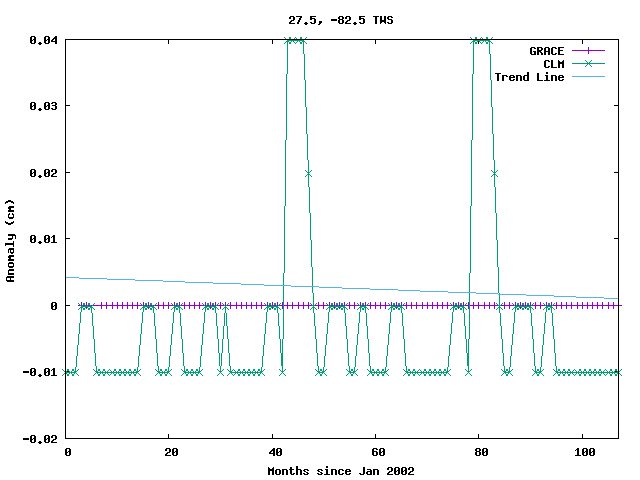 27.5, -82.5 TWS
GRACE
CLM
Trend Line
Anomaly (cm)
0.04
0.03
0.02
0.01
0
-0.01
-0.02
0 20 40 60 80 100
Months since Jan 2002